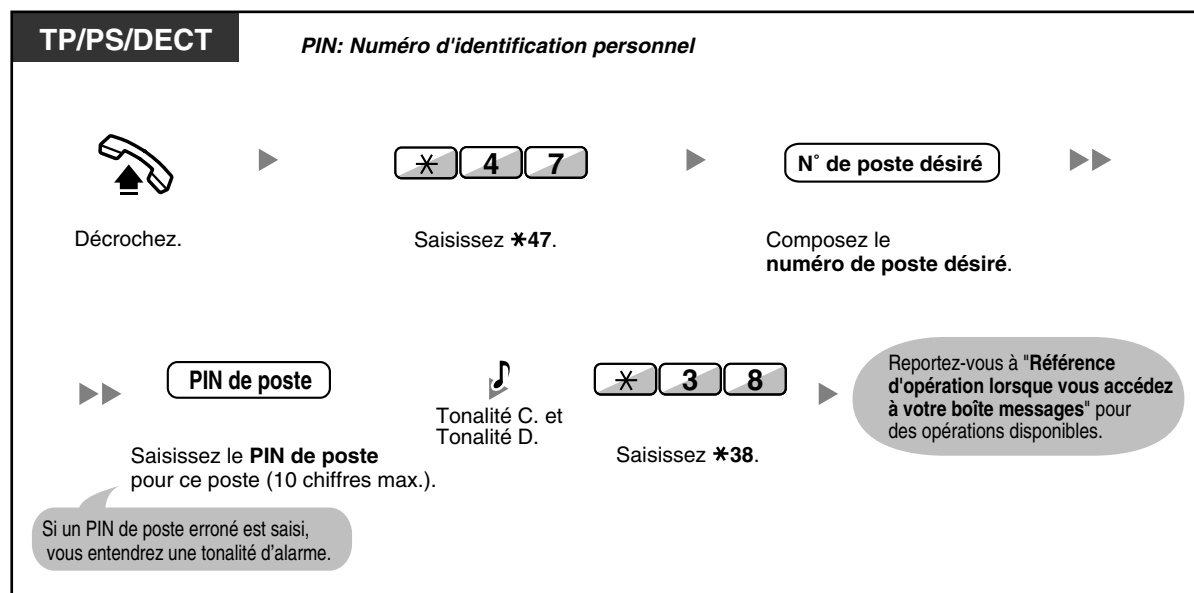 TP/PS/DECT
PIN: Numéro d'identification personnel
✳ 4 7
N˚ de poste désiré
Décrochez.
Saisissez ✳47.
Composez le
numéro de poste désiré.
PIN de poste
Tonalité C. et
Tonalité D.
✳ 3 8
Reportez-vous à "Référence
d'opération lorsque vous accédez
à votre boîte messages" pour
des opérations disponibles.
Saisissez le PIN de poste
pour ce poste (10 chiffres max.).
Saisissez ✳38.
Si un PIN de poste erroné est saisi,
vous entendrez une tonalité d’alarme.